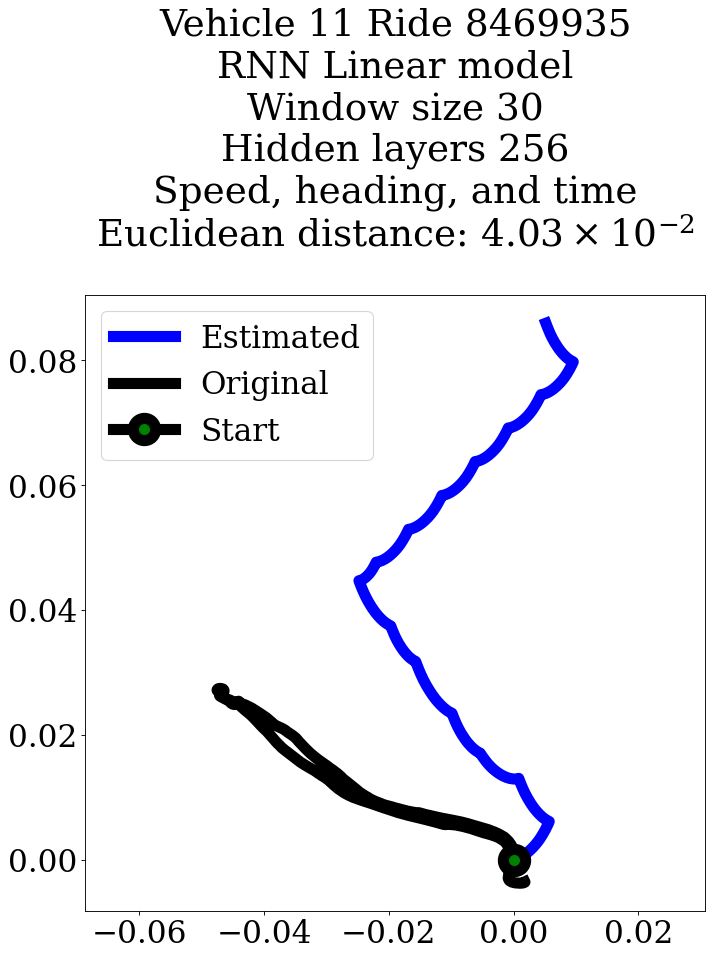 Vehicle 11 Ride 8469935
RNN Linear model
Window size 30
Hidden layers 256
Speed, heading, and time
Euclidean distance: 4.03 × 10⁻²
Estimated
Original
Start
0.08
0.06
0.04
0.02
0.00
−0.06 −0.04 −0.02 0.00 0.02